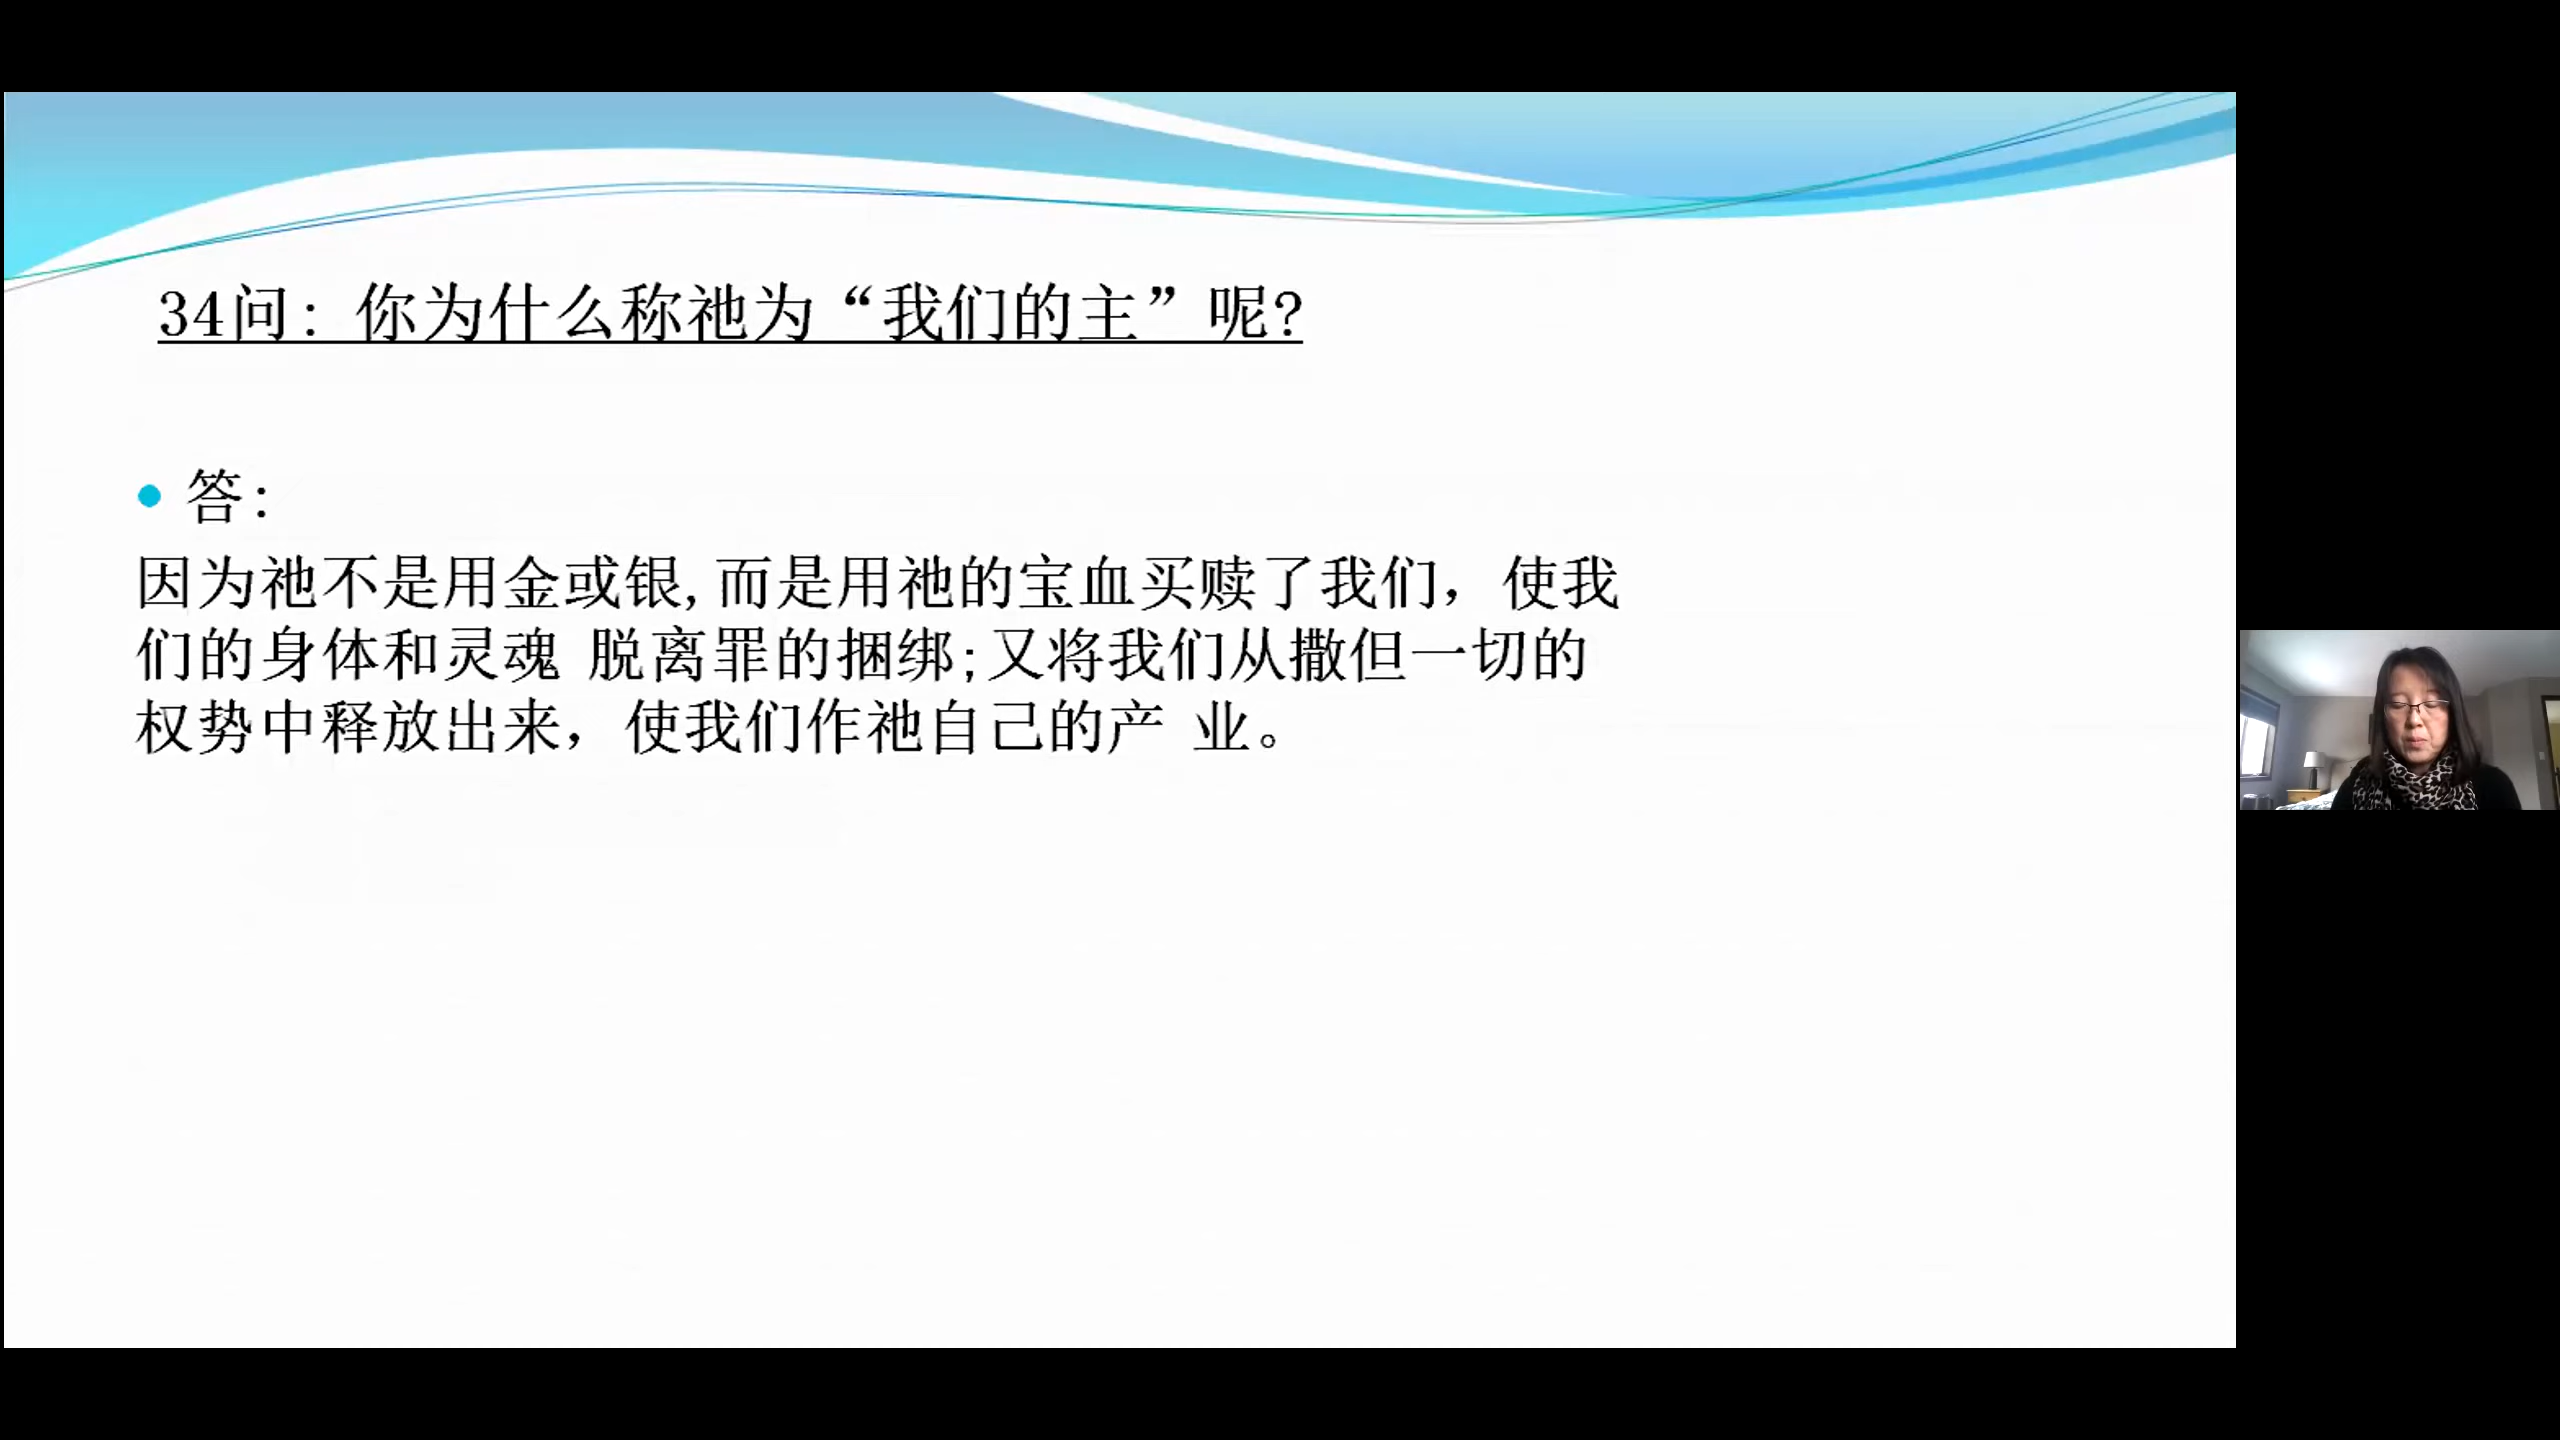 34问: 你为什么称祂为“我们的主”呢?
答:
因为祂不是用金或银,而是用祂的宝血买赎了我们，使我
们的身体和灵魂 脱离罪的捆绑;又将我们从撒但一切的
权势中释放出来，使我们作祂自己的产 业。